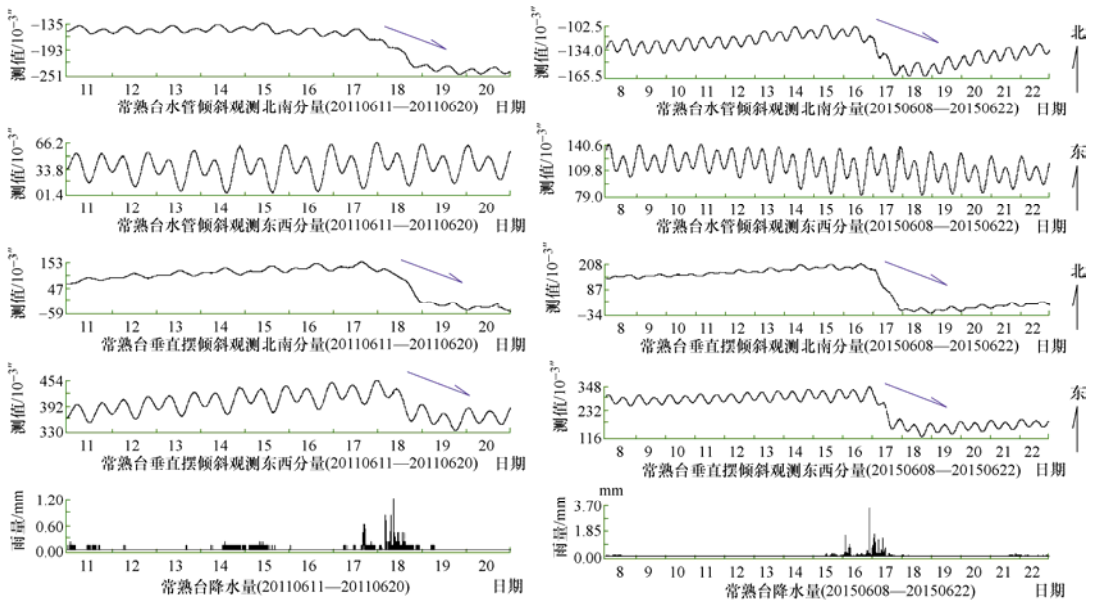 测值/10⁻³″
−135
−193
−251
11 12 13 14 15 16 17 18 19 20
常熟台水管倾斜观测北南分量(20110611—20110620) 日期
测值/10⁻³″
66.2
33.8
01.4
11 12 13 14 15 16 17 18 19 20
常熟台水管倾斜观测东西分量(20110611—20110620) 日期
测值/10⁻³″
153
47
−59
11 12 13 14 15 16 17 18 19 20
常熟台垂直摆倾斜观测北南分量(20110611—20110620) 日期
测值/10⁻³″
454
392
330
11 12 13 14 15 16 17 18 19 20
常熟台垂直摆倾斜观测东西分量(20110611—20110620) 日期
雨量/mm
1.20
0.60
0.00
11 12 13 14 15 16 17 18 19 20
常熟台降水量(20110611—20110620) 日期
测值/10⁻³″
−102.5
−134.0
−165.5
8 9 10 11 12 13 14 15 16 17 18 19 20 21 22
常熟台水管倾斜观测北南分量(20150608—20150622) 日期
北
测值/10⁻³″
140.6
109.8
79.0
8 9 10 11 12 13 14 15 16 17 18 19 20 21 22
常熟台水管倾斜观测东西分量(20150608—20150622) 日期
东
测值/10⁻³″
208
87
−34
8 9 10 11 12 13 14 15 16 17 18 19 20 21 22
常熟台垂直摆倾斜观测北南分量(20150608—20150622) 日期
北
测值/10⁻³″
348
232
116
8 9 10 11 12 13 14 15 16 17 18 19 20 21 22
常熟台垂直摆倾斜观测东西分量(20150608—20150622) 日期
东
mm
雨量/mm
3.70
1.85
0.00
8 9 10 11 12 13 14 15 16 17 18 19 20 21 22
常熟台降水量(20150608—20150622) 日期